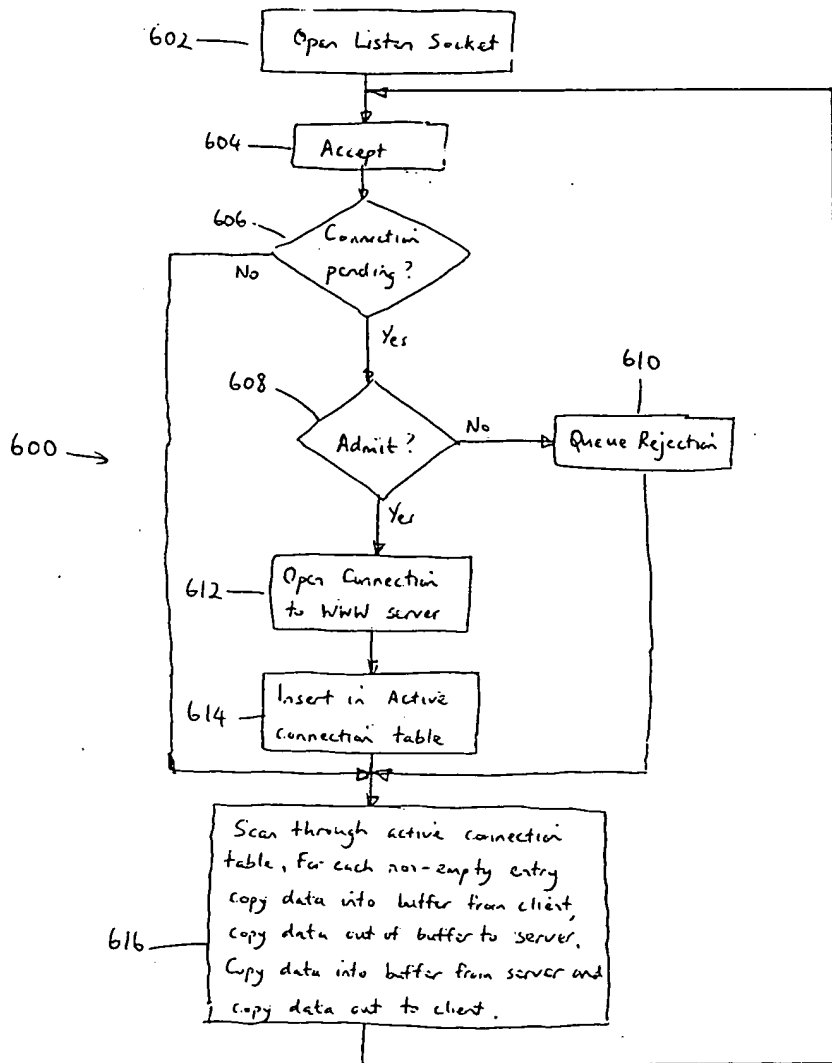 602
Open Listen Socket
604
Accept
606
Connection
pending?
No
Yes
608
Admit?
No
610
Queue Rejection
600
Yes
612
Open Connection
to WWW server
614
Insert in Active
connection table
616
Scan through active connection
table. For each non-empty entry
copy data into buffer from client,
copy data out of buffer to server.
Copy data into buffer from server and
copy data out to client.